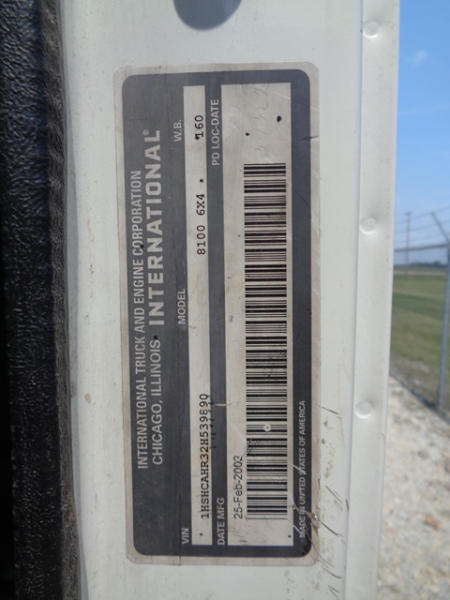 INTERNATIONAL TRUCK AND ENGINE CORPORATION
CHICAGO, ILLINOIS INTERNATIONAL®
VIN MODEL W.B.
1HSHCAHR32H539890 8100 6X4 160
DATE MFG PD LOC-DATE
25-Feb-2002
MADE IN UNITED STATES OF AMERICA